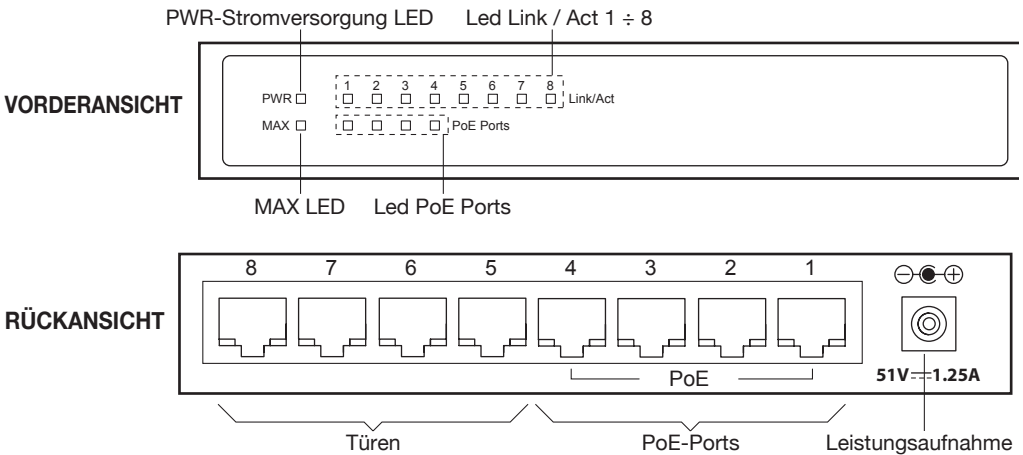 PWR-Stromversorgung LED Led Link / Act 1 ÷ 8
VORDERANSICHT
1 2 3 4 5 6 7 8
PWR Link/Act
MAX PoE Ports
MAX LED Led PoE Ports
RÜCKANSICHT
8 7 6 5 4 3 2 1
PoE
51V 1.25A
Türen PoE-Ports Leistungsaufnahme